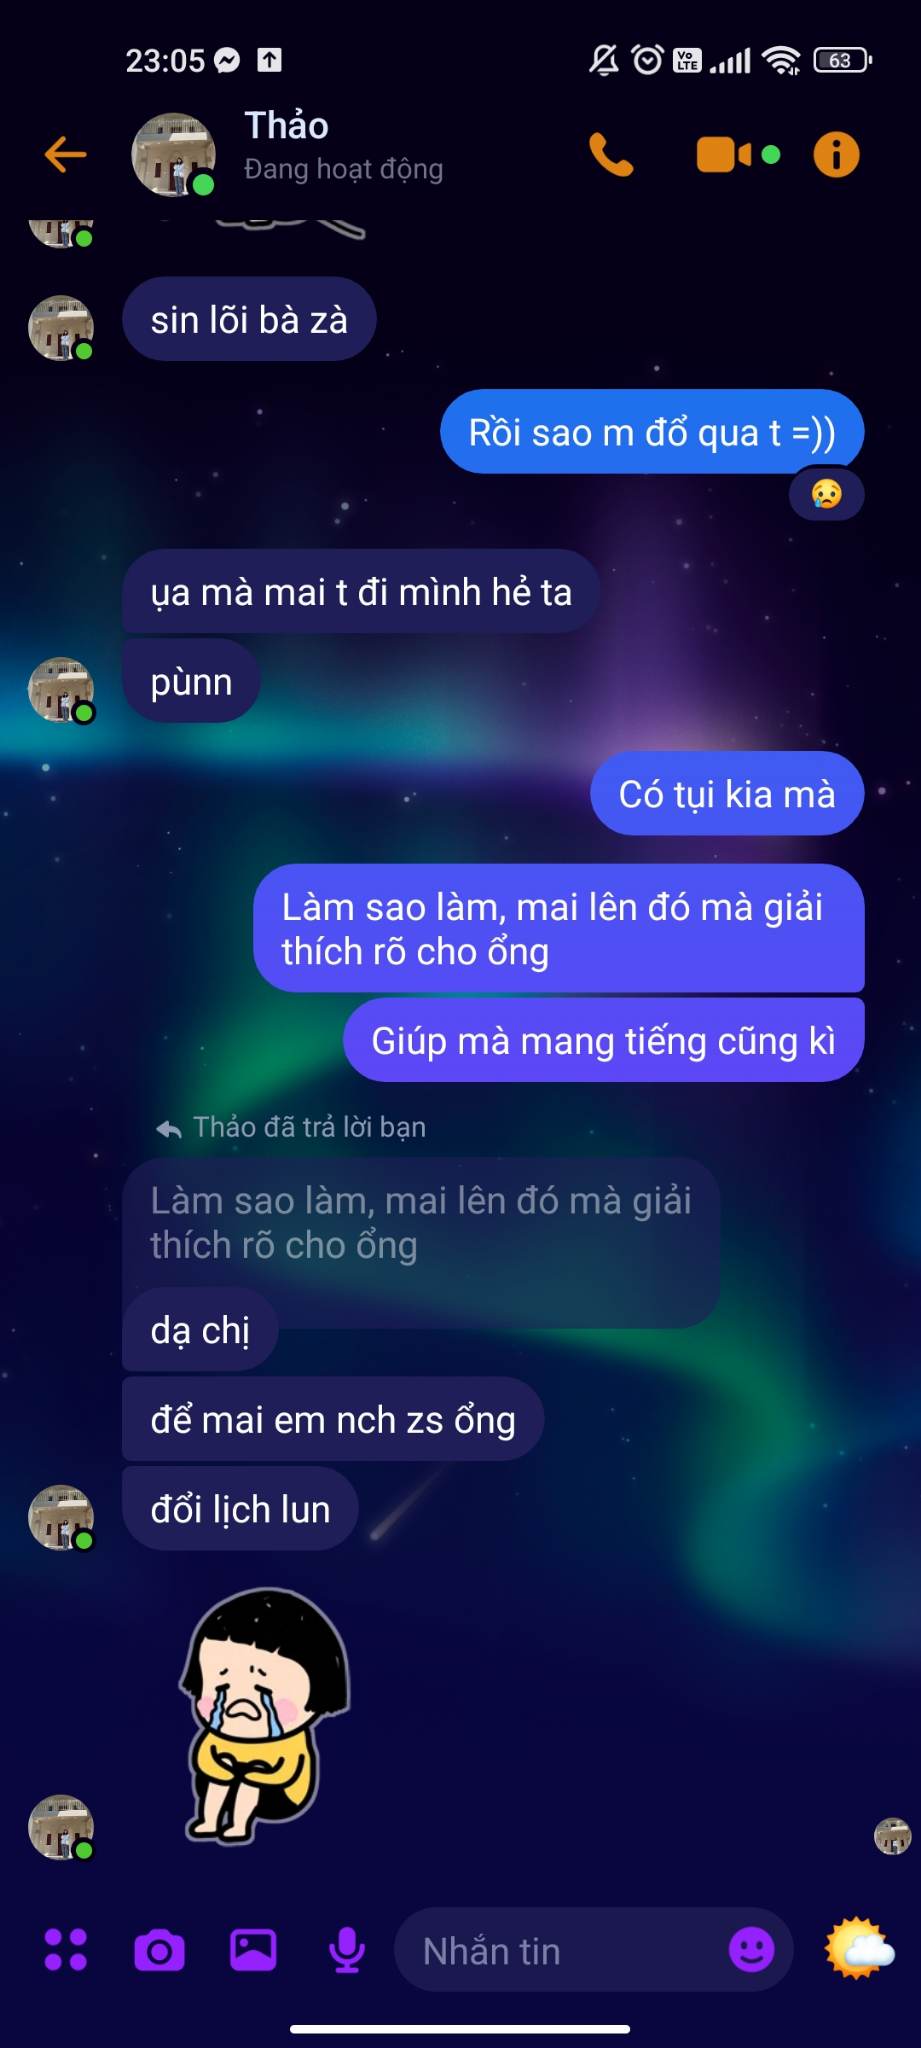 23:05
Vo
LTE
63
Thảo
Đang hoạt động
sin lõi bà zà
Rồi sao m đổ qua t =))
ụa mà mai t đi mình hẻ ta
pùnn
Có tụi kia mà
Làm sao làm, mai lên đó mà giải
thích rõ cho ổng
Giúp mà mang tiếng cũng kì
Thảo đã trả lời bạn
Làm sao làm, mai lên đó mà giải
thích rõ cho ổng
dạ chị
để mai em nch zs ổng
đổi lịch lun
Nhắn tin